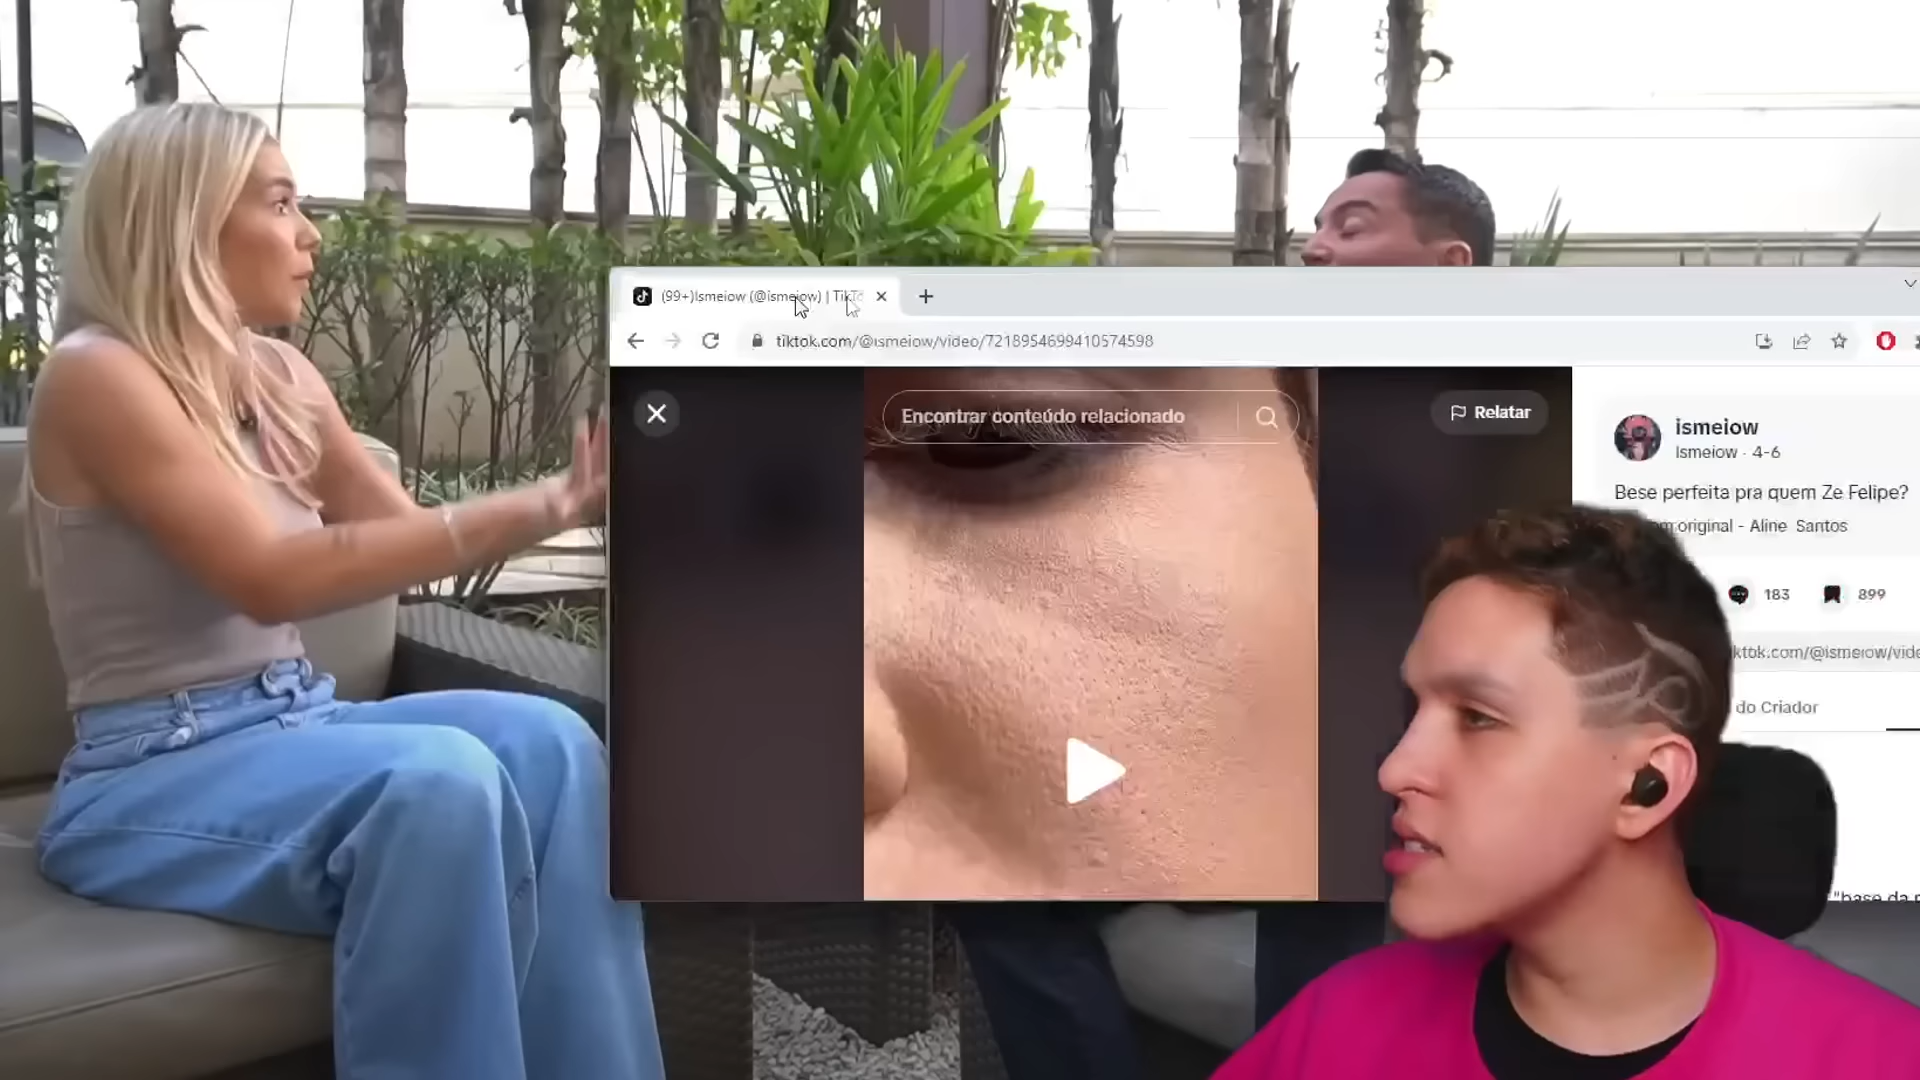 (99+)Ismeiow (@ismeiow) | TikTo
tiktok.com/@ismeiow/video/7218954699410574598
Encontrar conteúdo relacionado
Relatar
ismeiow
Ismeiow · 4-6
Bese perfeita pra quem Ze Felipe?
original - Aline Santos
183
899
ktok.com/@ismeiow/vide
do Criador
"base da